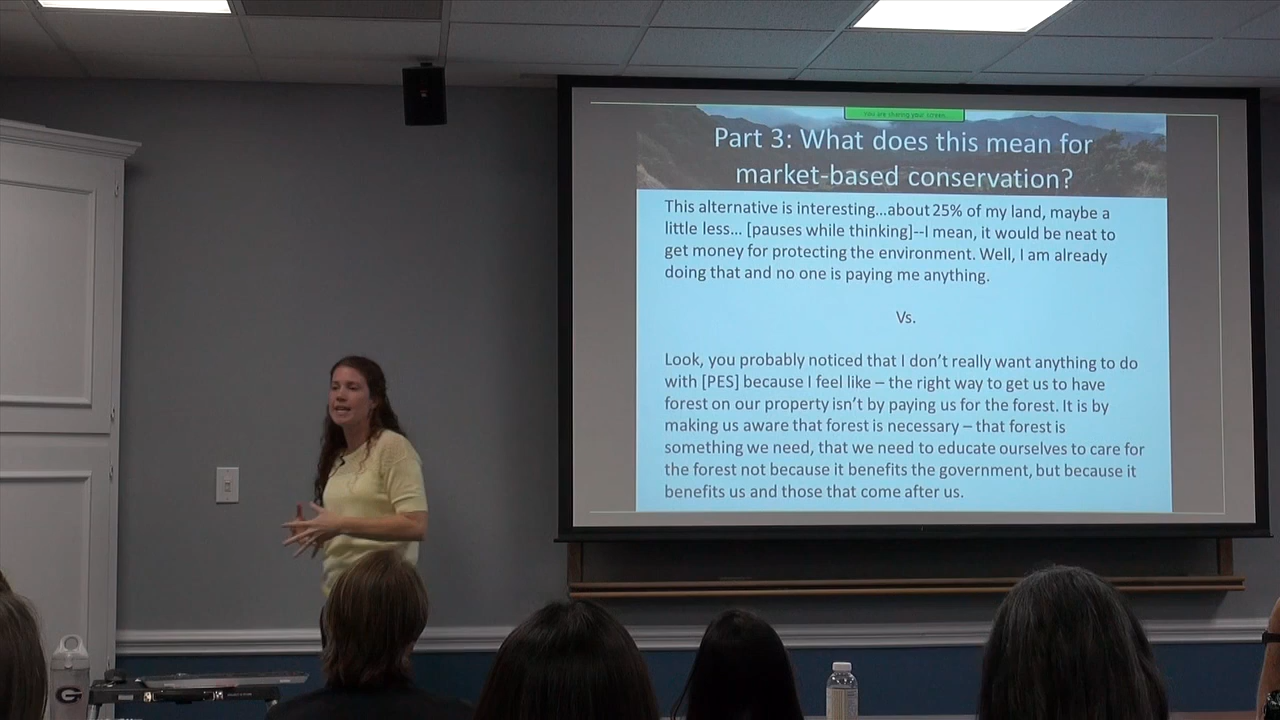 You are sharing your screen
Part 3: What does this mean for
market-based conservation?
This alternative is interesting...about 25% of my land, maybe a
little less... [pauses while thinking]--I mean, it would be neat to
get money for protecting the environment. Well, I am already
doing that and no one is paying me anything.
Vs.
Look, you probably noticed that I don't really want anything to do
with [PES] because I feel like – the right way to get us to have
forest on our property isn't by paying us for the forest. It is by
making us aware that forest is necessary – that forest is
something we need, that we need to educate ourselves to care for
the forest not because it benefits the government, but because it
benefits us and those that come after us.
G